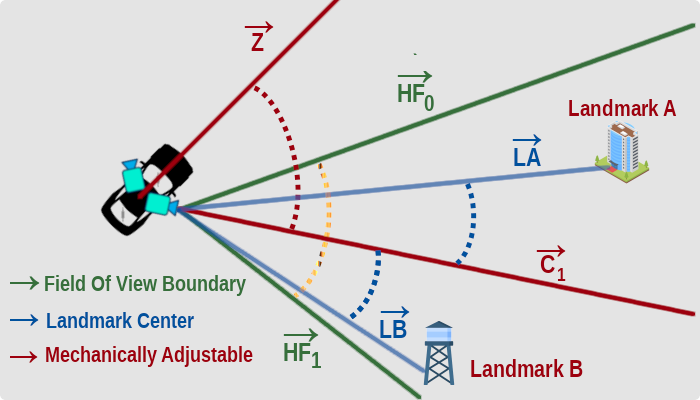 Z
HF0
Landmark A
LA
C1
Field Of View Boundary
Landmark Center
LB
HF1
Mechanically Adjustable
Landmark B